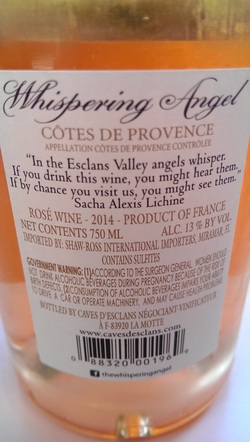 Whispering Angel
CÔTES DE PROVENCE
APPELLATION CÔTES DE PROVENCE CONTRÔLÉE
"In the Esclans Valley angels whisper.
If you drink this wine, you might hear them.
If by chance you visit us, you might see them."
Sacha Alexis Lichine
ROSÉ WINE - 2014 - PRODUCT OF FRANCE
NET CONTENTS 750 ML ALC. 13 % BY VOL.
IMPORTED BY: SHAW-ROSS INTERNATIONAL IMPORTERS, MIRAMAR, FL
CONTAINS SULFITES
GOVERNMENT WARNING: (1) ACCORDING TO THE SURGEON GENERAL, WOMEN SHOULD
NOT DRINK ALCOHOLIC BEVERAGES DURING PREGNANCY BECAUSE OF THE RISK OF
BIRTH DEFECTS. (2) CONSUMPTION OF ALCOHOLIC BEVERAGES IMPAIRS YOUR ABILITY
TO DRIVE A CAR OR OPERATE MACHINERY, AND MAY CAUSE HEALTH PROBLEMS.
BOTTLED BY CAVES D'ESCLANS NÉGOCIANT VINIFICATEUR
À F-83920 LA MOTTE
www.cavesdesclans.com
0 88320 00196 9
f thewhisperingangel